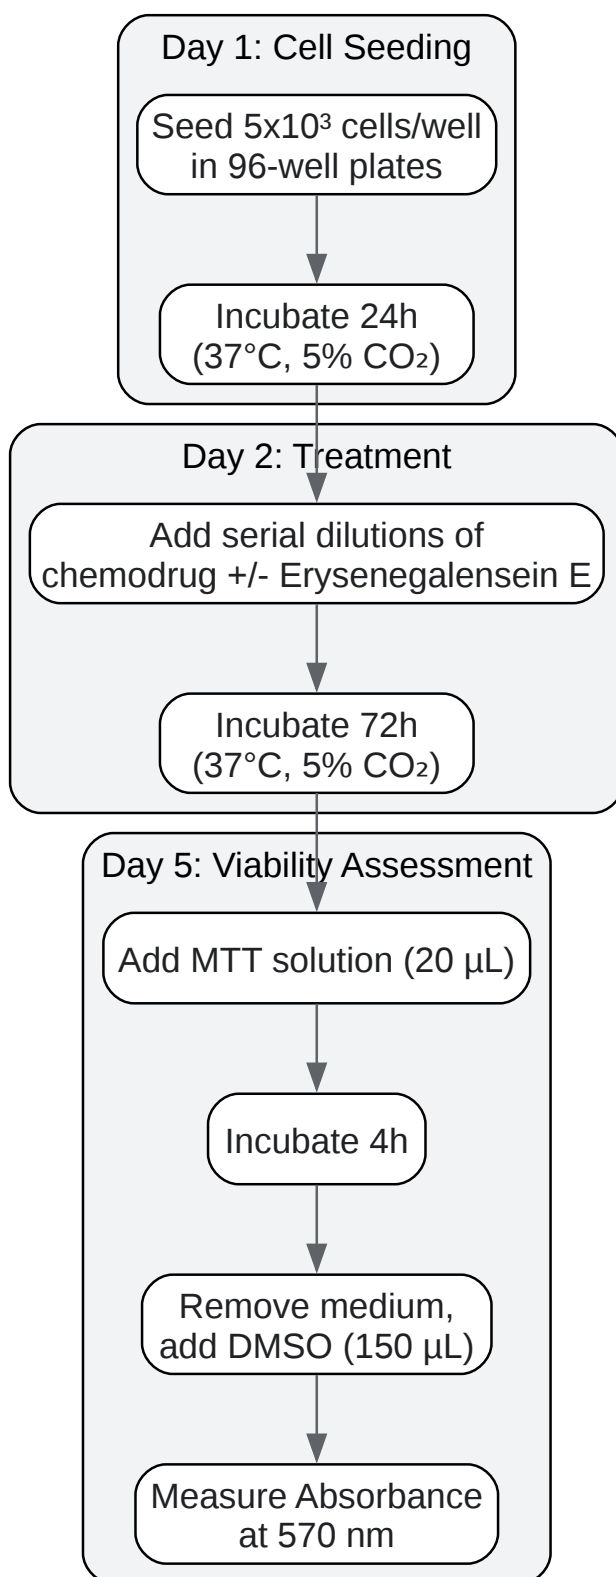 Day 1: Cell Seeding
Seed 5x10³ cells/well
in 96-well plates
Incubate 24h
(37°C, 5% CO₂)
Day 2: Treatment
Add serial dilutions of
chemodrug +/- Erysenegalensein E
Incubate 72h
(37°C, 5% CO₂)
Day 5: Viability Assessment
Add MTT solution (20 µL)
Incubate 4h
Remove medium,
add DMSO (150 µL)
Measure Absorbance
at 570 nm